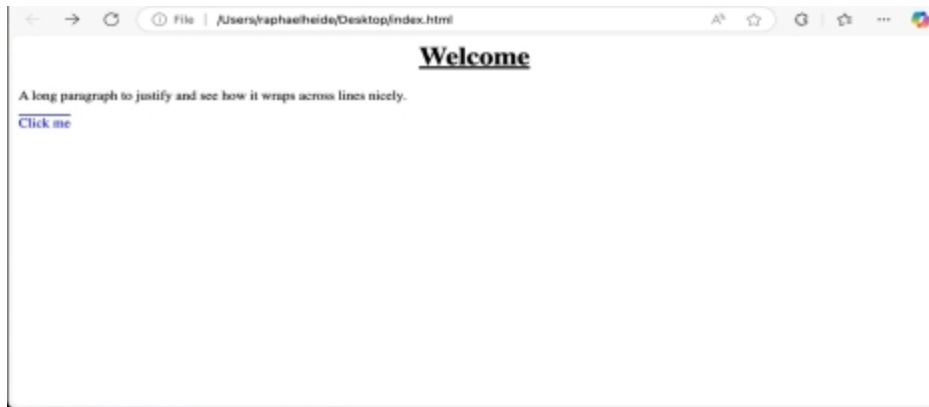 File | /Users/raphaelheide/Desktop/index.html
Welcome
A long paragraph to justify and see how it wraps across lines nicely.
Click me